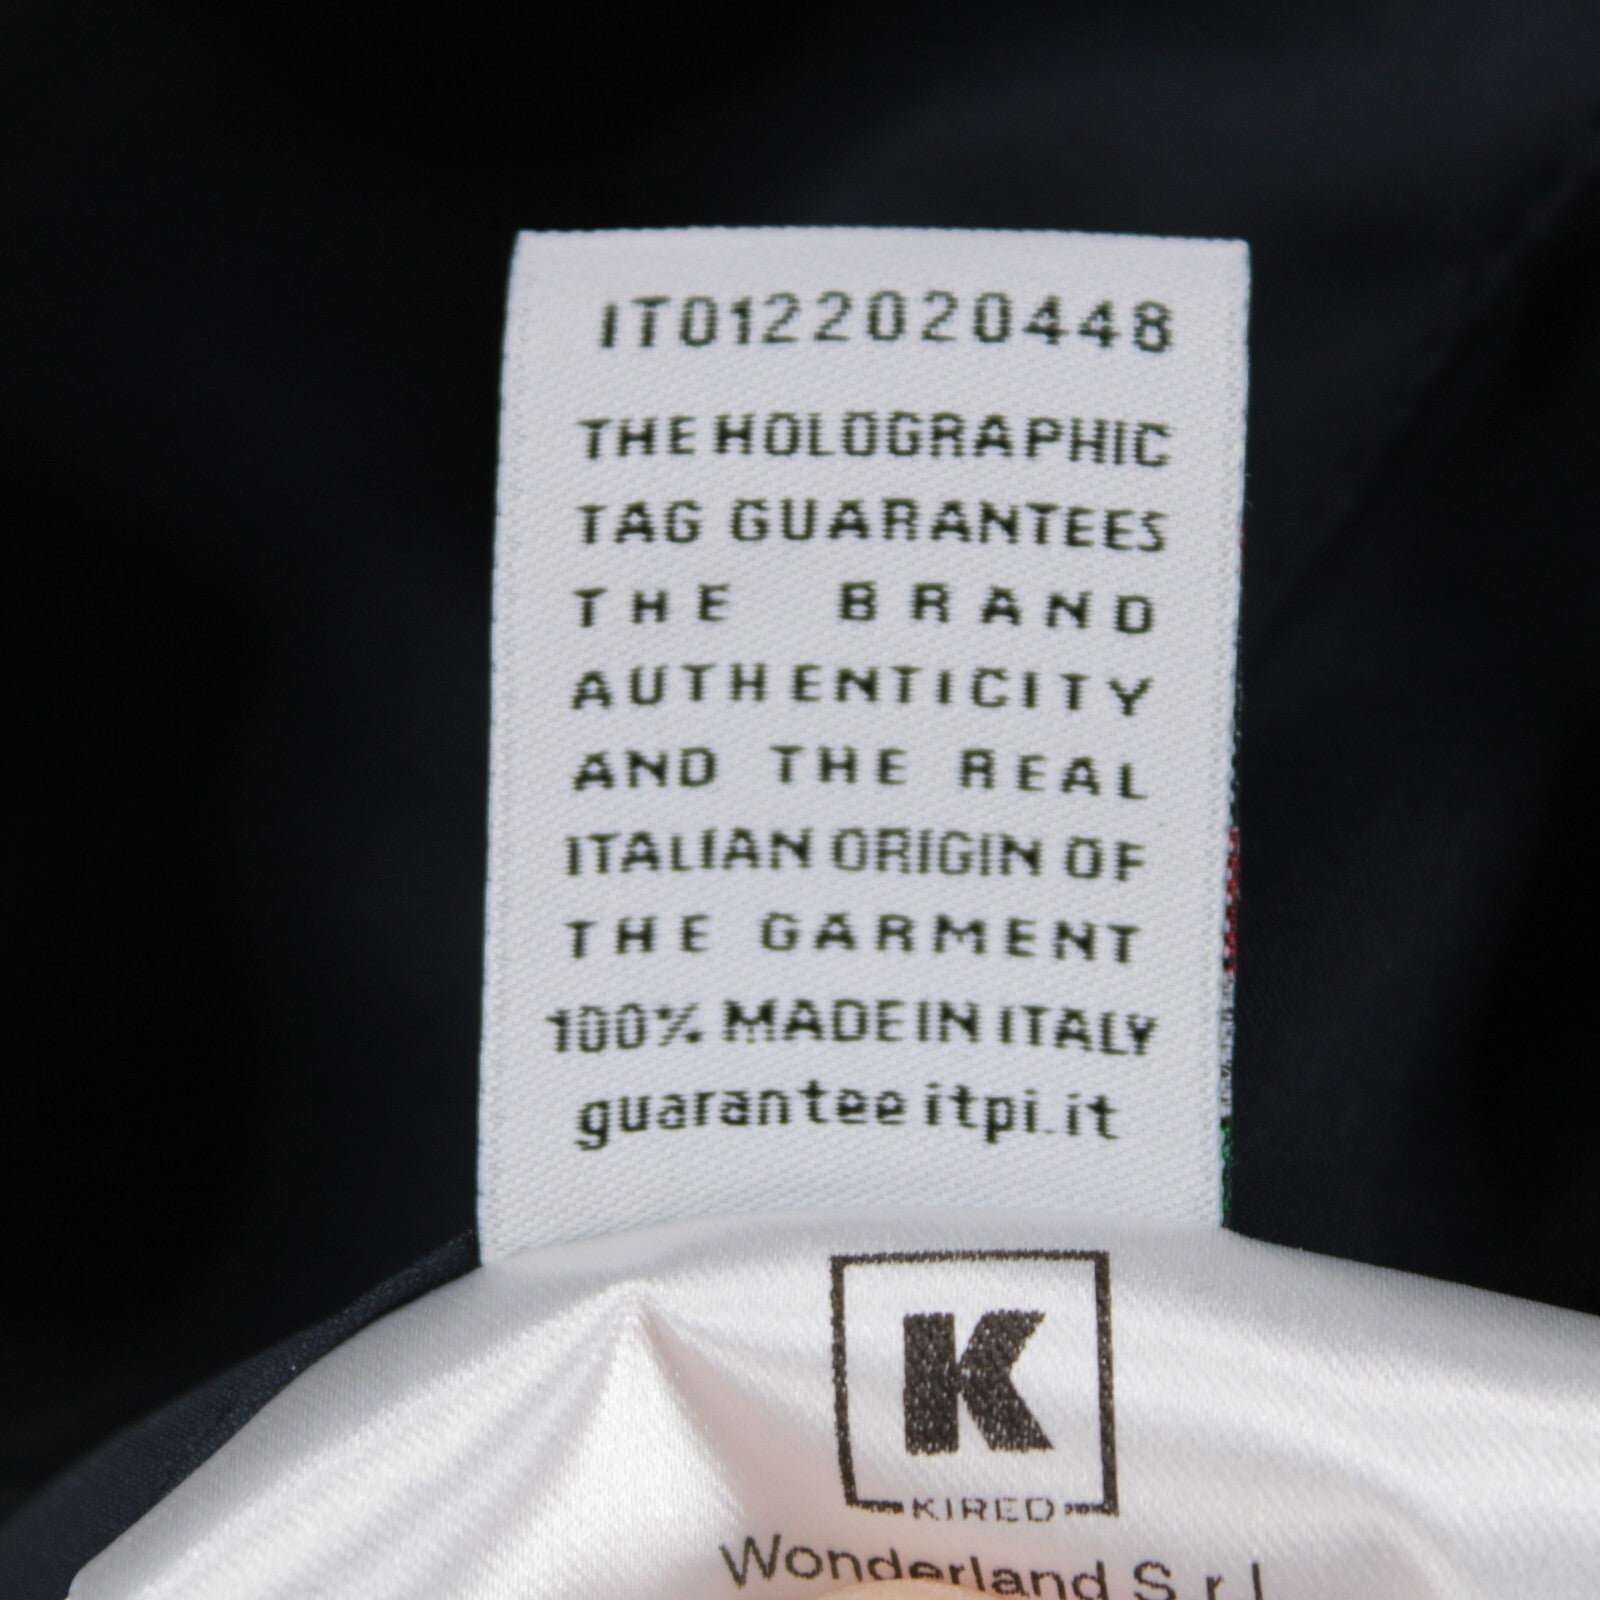 IT0122020448
THE HOLOGRAPHIC
TAG GUARANTEES
THE BRAND
AUTHENTICITY
AND THE REAL
ITALIAN ORIGIN OF
THE GARMENT
100% MADE IN ITALY
guarantee itpi.it
K
KIRED
Wonderland S.r.l.